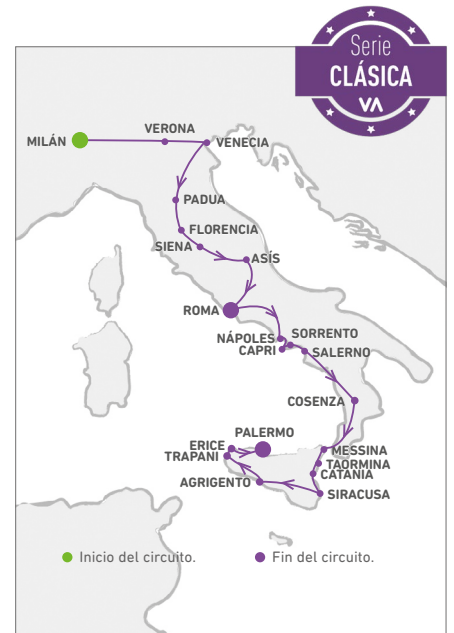 Serie
CLÁSICA
VA
MILÁN
VERONA
VENECIA
PADUA
FLORENCIA
SIENA
ASÍS
ROMA
NÁPOLES
SORRENTO
CAPRI
SALERNO
COSENZA
PALERMO
ERICE
TRAPANI
MESSINA
TAORMINA
CATANIA
AGRIGENTO
SIRACUSA
Inicio del circuito.
Fin del circuito.